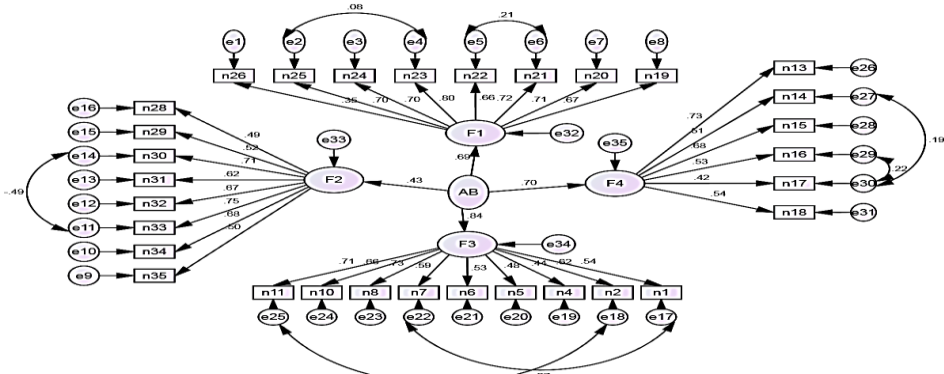 .08
.21
e1 e2 e3 e4 e5 e6 e7 e8
n26 n25 n24 n23 n22 n21 n20 n19
.35 .70 .70 .80 .66 .72 .71 .67
F1 e32
.69
n13 e26
n14 e27
n15 e28
n16 e29
n17 e30
n18 e31
.73
.51
.68
.53
.42
.54
.19
.22
e35
F4
.70
AB
.43
e33
F2
e16 n28
e15 n29
e14 n30
e13 n31
e12 n32
e11 n33
e10 n34
e9 n35
.49
.52
.71
.62
.67
.75
.68
.50
-.49
.84
F3 e34
.71 .66 .73 .59 .53 .48 .44 .62 .54
n11 n10 n8 n7 n6 n5 n4 n2 n1
e25 e24 e23 e22 e21 e20 e19 e18 e17